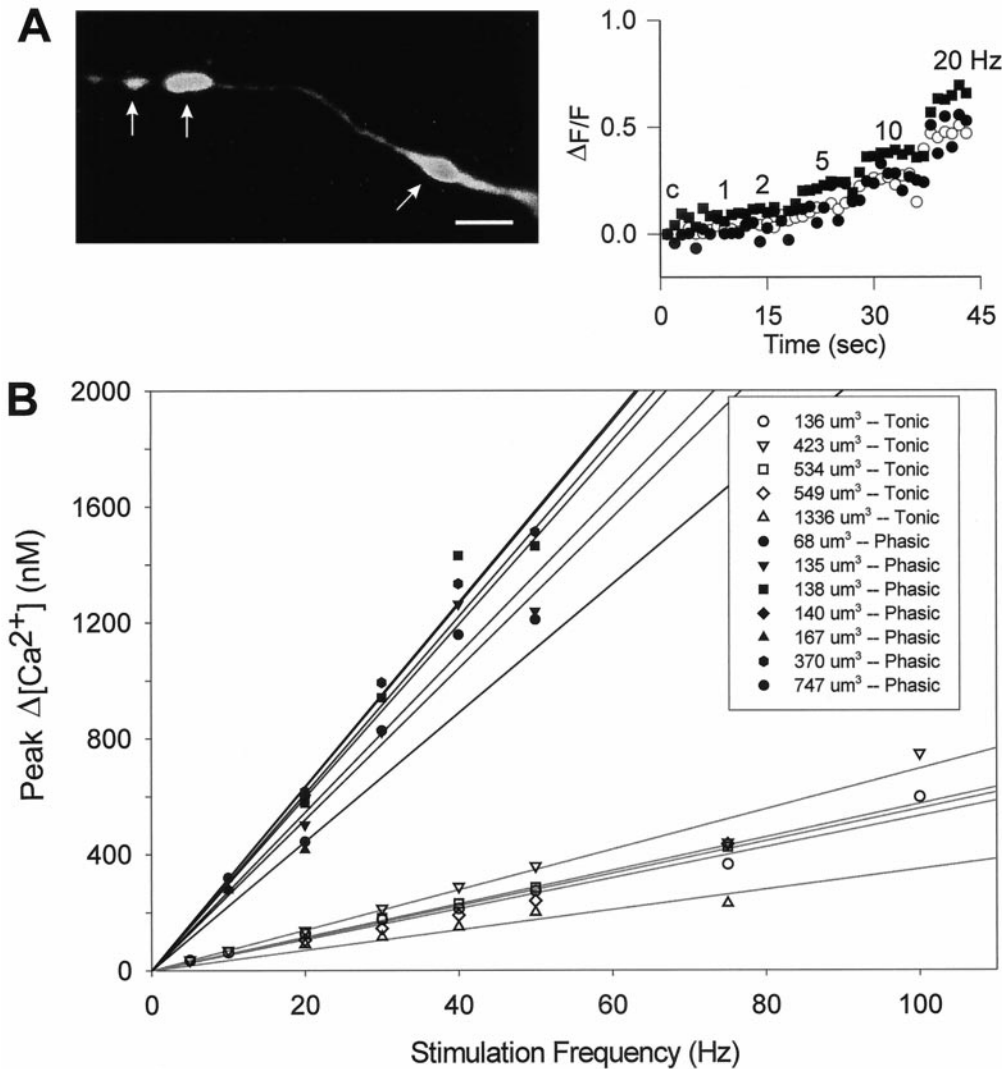 A
1.0
0.5
0.0
ΔF/F
c
1
2
5
10
20 Hz
0
15
30
45
Time (sec)
B
2000
1600
1200
800
400
0
Peak Δ[Ca²⁺] (nM)
136 um³ -- Tonic
423 um³ -- Tonic
534 um³ -- Tonic
549 um³ -- Tonic
1336 um³ -- Tonic
68 um³ -- Phasic
135 um³ -- Phasic
138 um³ -- Phasic
140 um³ -- Phasic
167 um³ -- Phasic
370 um³ -- Phasic
747 um³ -- Phasic
0
20
40
60
80
100
Stimulation Frequency (Hz)